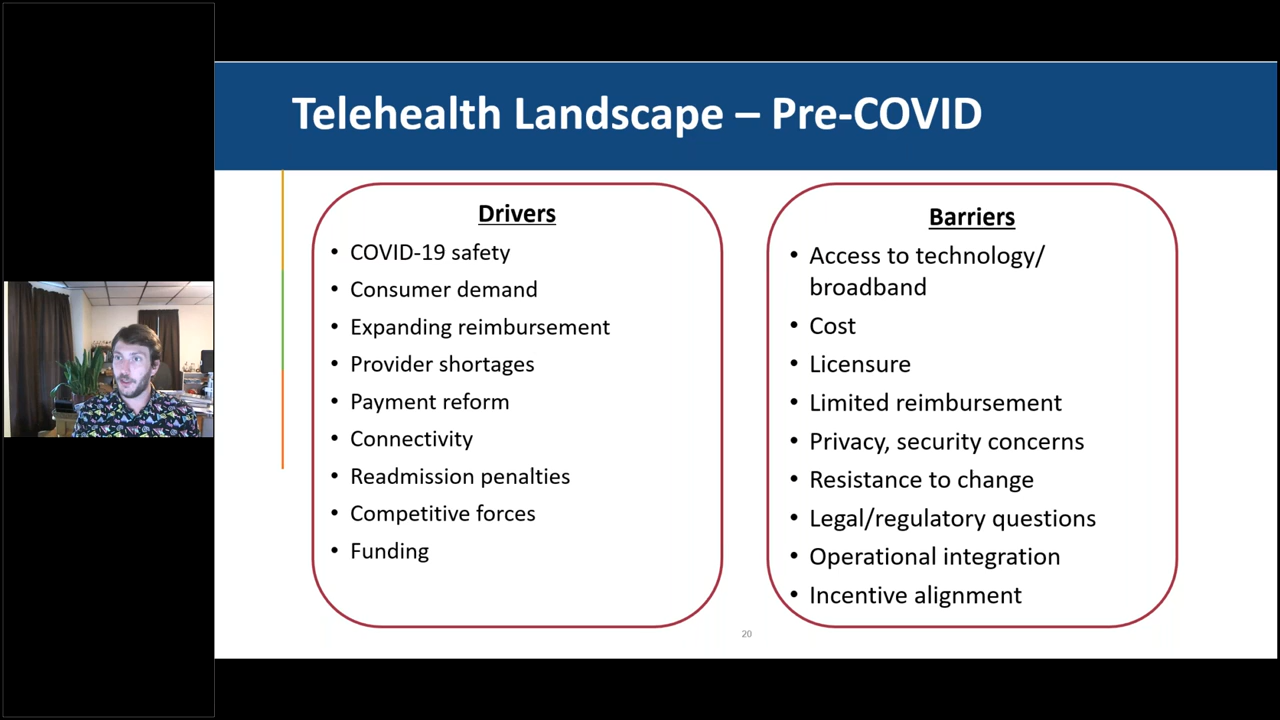 Telehealth Landscape – Pre-COVID
Drivers
• COVID-19 safety
• Consumer demand
• Expanding reimbursement
• Provider shortages
• Payment reform
• Connectivity
• Readmission penalties
• Competitive forces
• Funding
Barriers
• Access to technology/
broadband
• Cost
• Licensure
• Limited reimbursement
• Privacy, security concerns
• Resistance to change
• Legal/regulatory questions
• Operational integration
• Incentive alignment
20